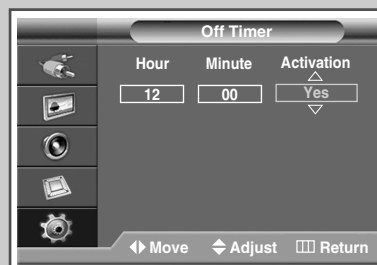 Off Timer
Hour Minute Activation
12 00 Yes
Move Adjust Return